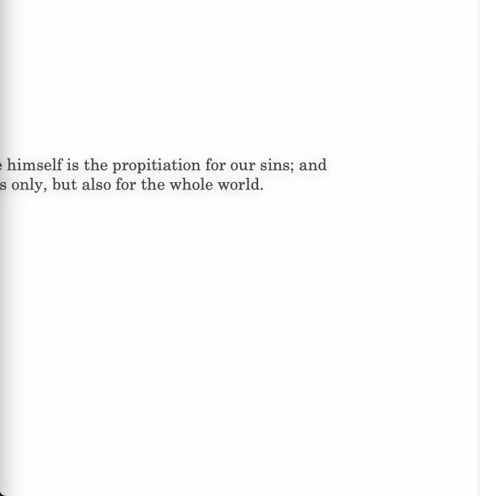 himself is the propitiation for our sins; and
only, but also for the whole world.